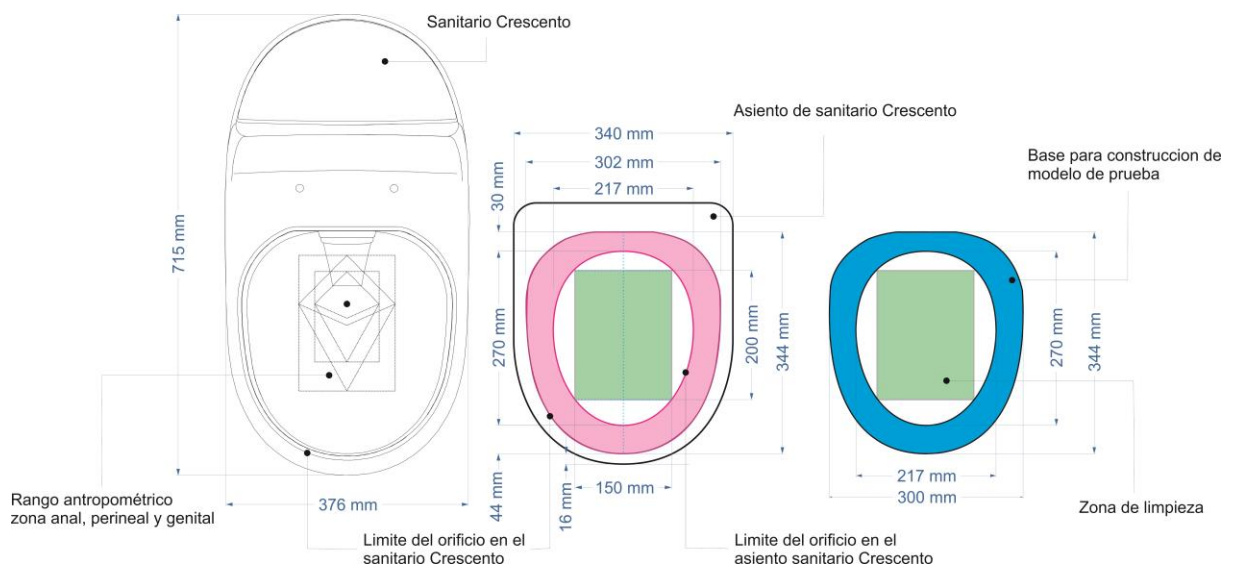 Sanitario Crescento
Asiento de sanitario Crescento
Base para construccion de
modelo de prueba
340 mm
302 mm
217 mm
30 mm
715 mm
270 mm
200 mm
344 mm
270 mm
344 mm
376 mm
44 mm
16 mm
150 mm
217 mm
300 mm
Rango antropométrico
zona anal, perineal y genital
Limite del orificio en el
sanitario Crescento
Limite del orificio en el
asiento sanitario Crescento
Zona de limpieza